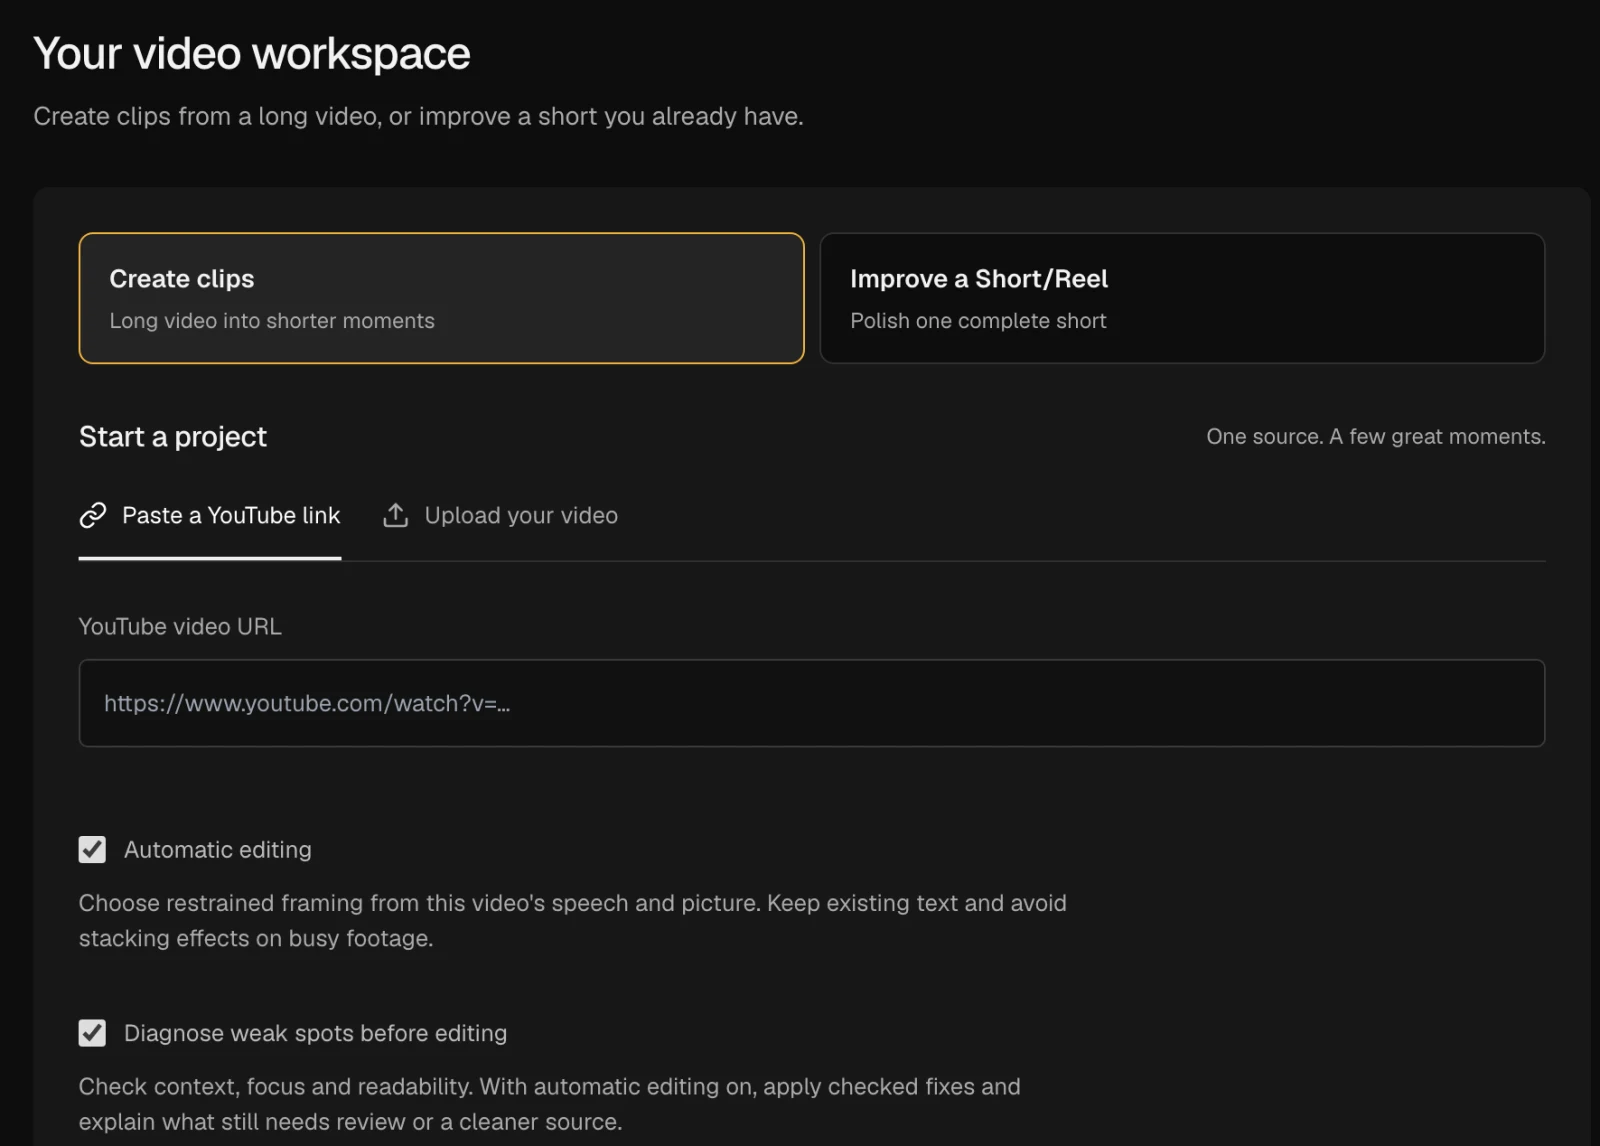 Your video workspace
Create clips from a long video, or improve a short you already have.
Create clips
Long video into shorter moments
Improve a Short/Reel
Polish one complete short
Start a project
One source. A few great moments.
Paste a YouTube link
Upload your video
YouTube video URL
https://www.youtube.com/watch?v=...
Automatic editing
Choose restrained framing from this video's speech and picture. Keep existing text and avoid
stacking effects on busy footage.
Diagnose weak spots before editing
Check context, focus and readability. With automatic editing on, apply checked fixes and
explain what still needs review or a cleaner source.